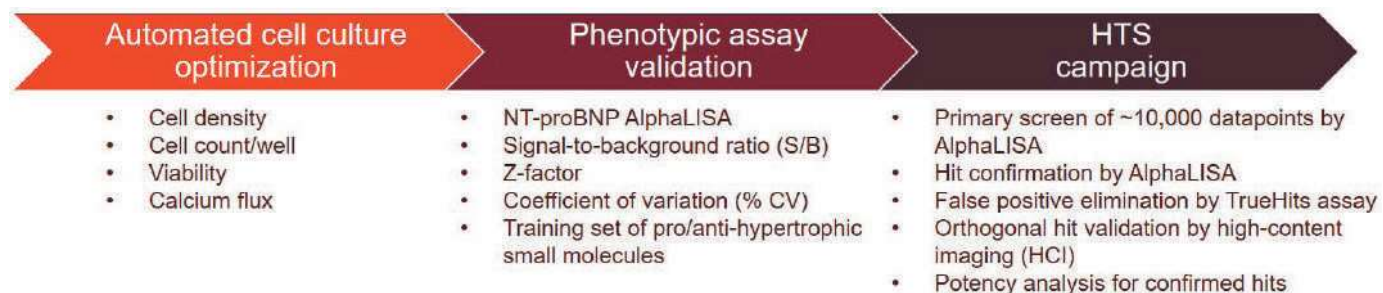 Automated cell culture
optimization
• Cell density
• Cell count/well
• Viability
• Calcium flux
Phenotypic assay
validation
• NT-proBNP AlphaLISA
• Signal-to-background ratio (S/B)
• Z-factor
• Coefficient of variation (% CV)
• Training set of pro/anti-hypertrophic
small molecules
HTS
campaign
• Primary screen of ~10,000 datapoints by
AlphaLISA
• Hit confirmation by AlphaLISA
• False positive elimination by TrueHits assay
• Orthogonal hit validation by high-content
imaging (HCI)
• Potency analysis for confirmed hits